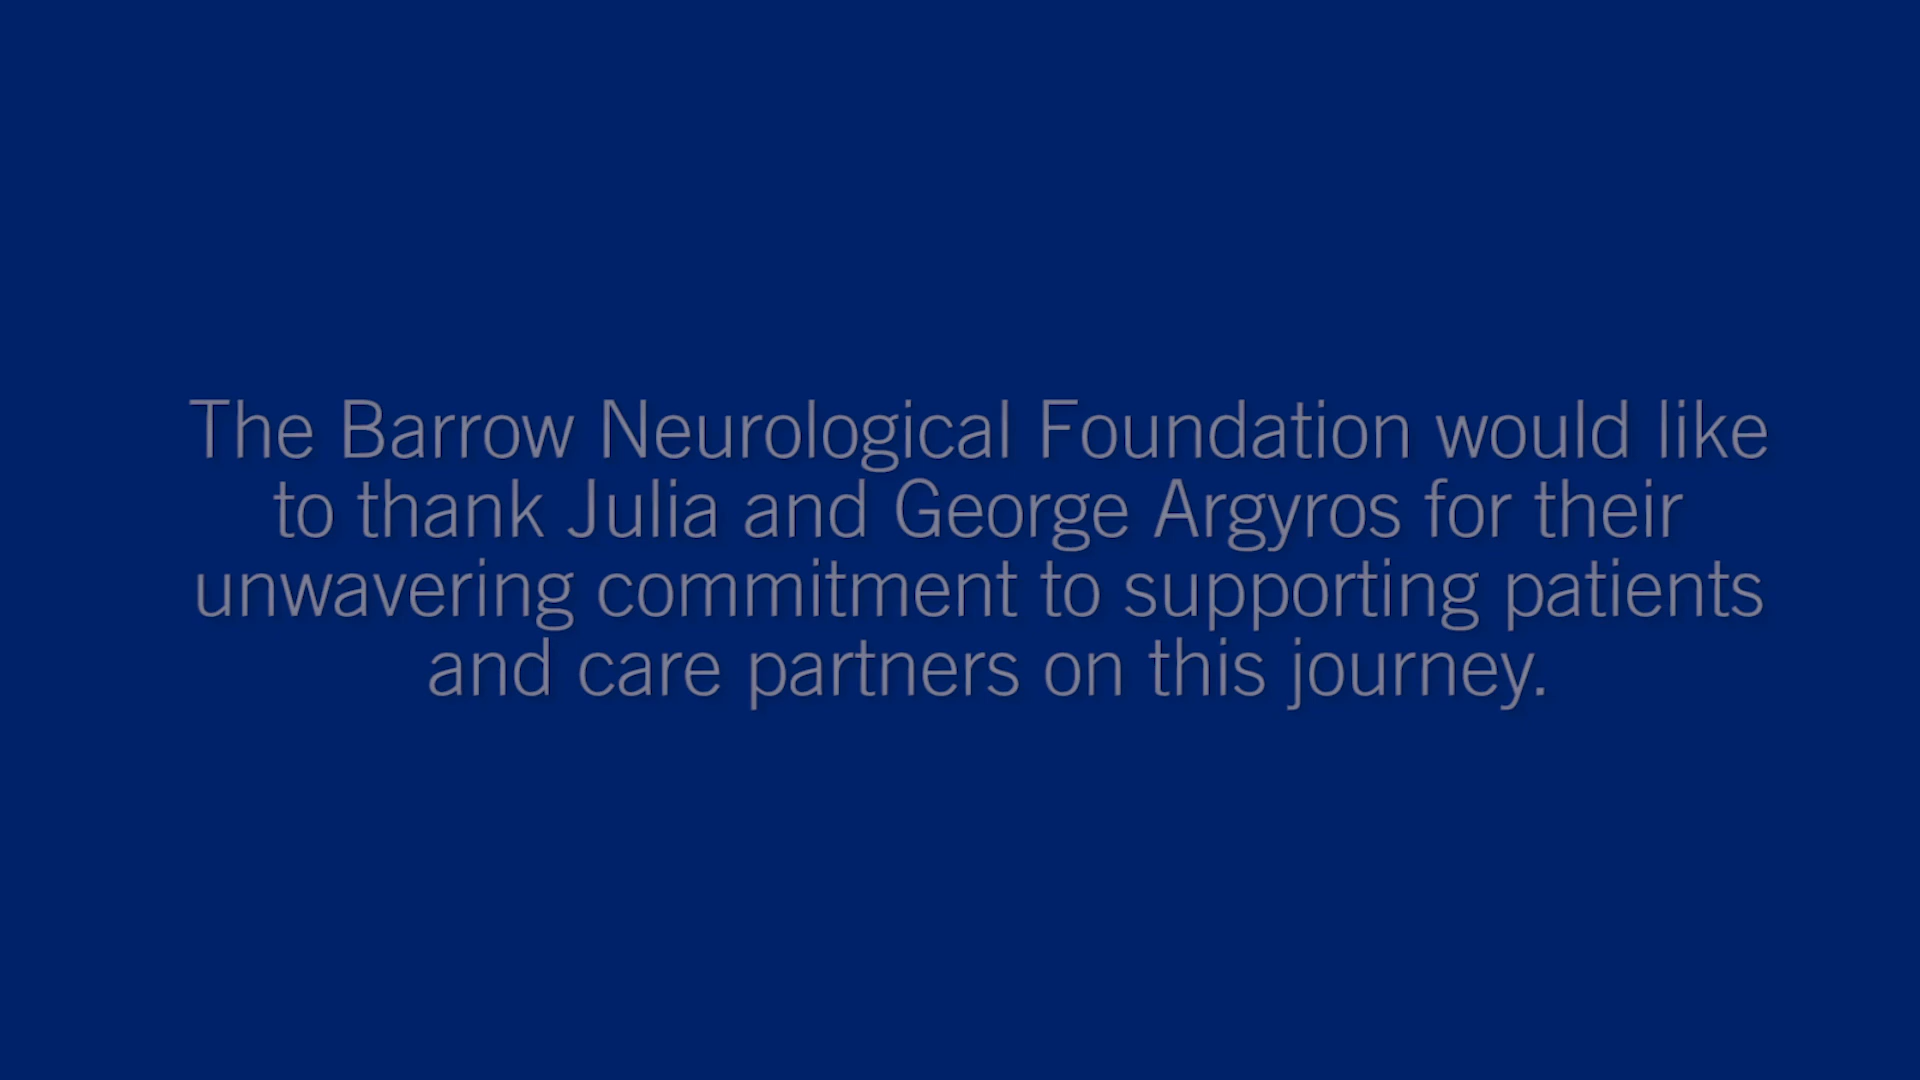 The Barrow Neurological Foundation would like
to thank Julia and George Argyros for their
unwavering commitment to supporting patients
and care partners on this journey.